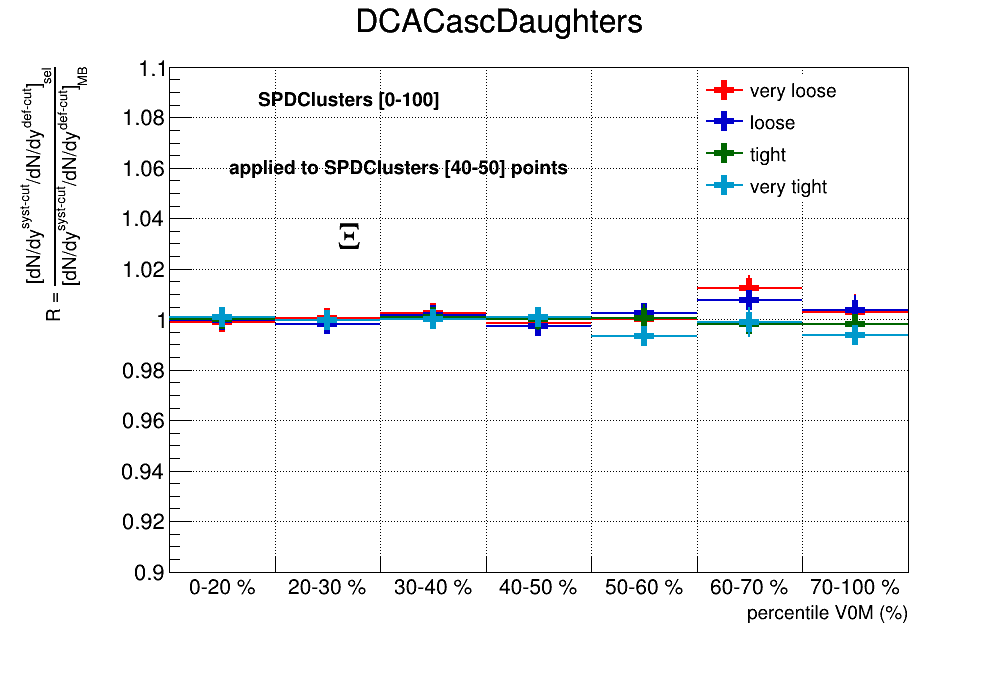 DCACascDaughters
R = [dN/dy^syst-cut/dN/dy^def-cut]_sel
[dN/dy^syst-cut/dN/dy^def-cut]_MB
1.1
1.08
1.06
1.04
1.02
1
0.98
0.96
0.94
0.92
0.9
SPDClusters [0-100]
applied to SPDClusters [40-50] points
Ξ
very loose
loose
tight
very tight
0-20 % 20-30 % 30-40 % 40-50 % 50-60 % 60-70 % 70-100 %
percentile V0M (%)